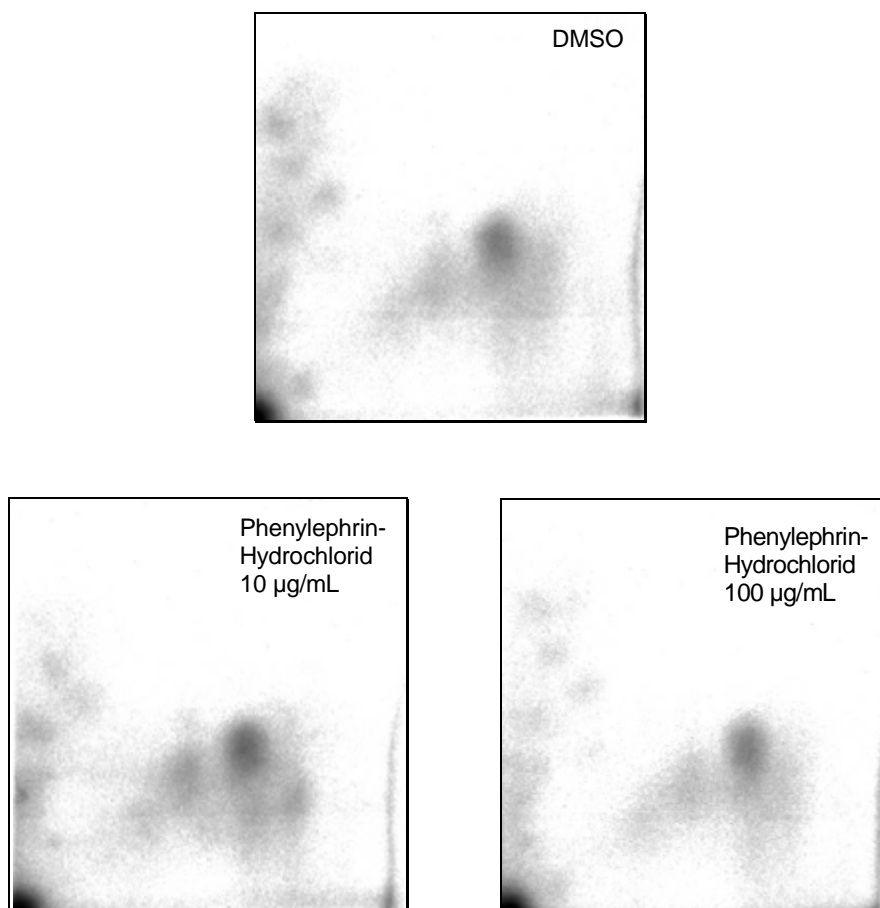 DMSO
Phenylephrin-
Hydrochlorid
10 µg/mL
Phenylephrin-
Hydrochlorid
100 µg/mL